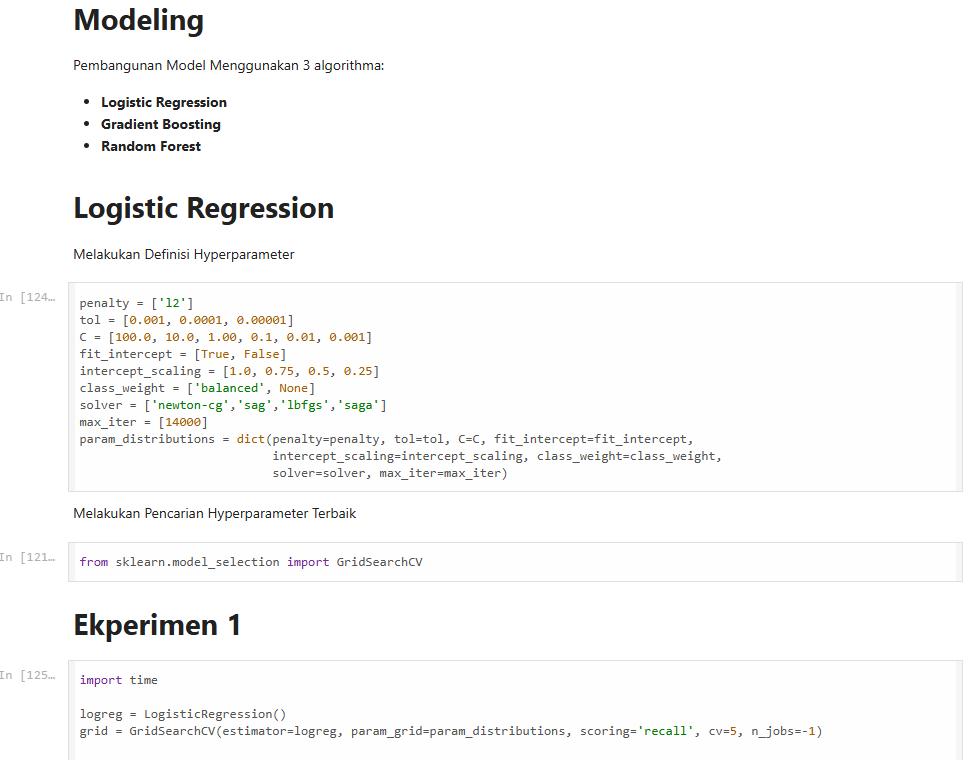 Modeling
Pembangunan Model Menggunakan 3 algorithma:
• Logistic Regression
• Gradient Boosting
• Random Forest
Logistic Regression
Melakukan Definisi Hyperparameter
In [124…
penalty = ['l2']
tol = [0.001, 0.0001, 0.00001]
C = [100.0, 10.0, 1.00, 0.1, 0.01, 0.001]
fit_intercept = [True, False]
intercept_scaling = [1.0, 0.75, 0.5, 0.25]
class_weight = ['balanced', None]
solver = ['newton-cg','sag','lbfgs','saga']
max_iter = [14000]
param_distributions = dict(penalty=penalty, tol=tol, C=C, fit_intercept=fit_intercept,
intercept_scaling=intercept_scaling, class_weight=class_weight,
solver=solver, max_iter=max_iter)
Melakukan Pencarian Hyperparameter Terbaik
In [121…
from sklearn.model_selection import GridSearchCV
Ekperimen 1
In [125…
import time
logreg = LogisticRegression()
grid = GridSearchCV(estimator=logreg, param_grid=param_distributions, scoring='recall', cv=5, n_jobs=-1)